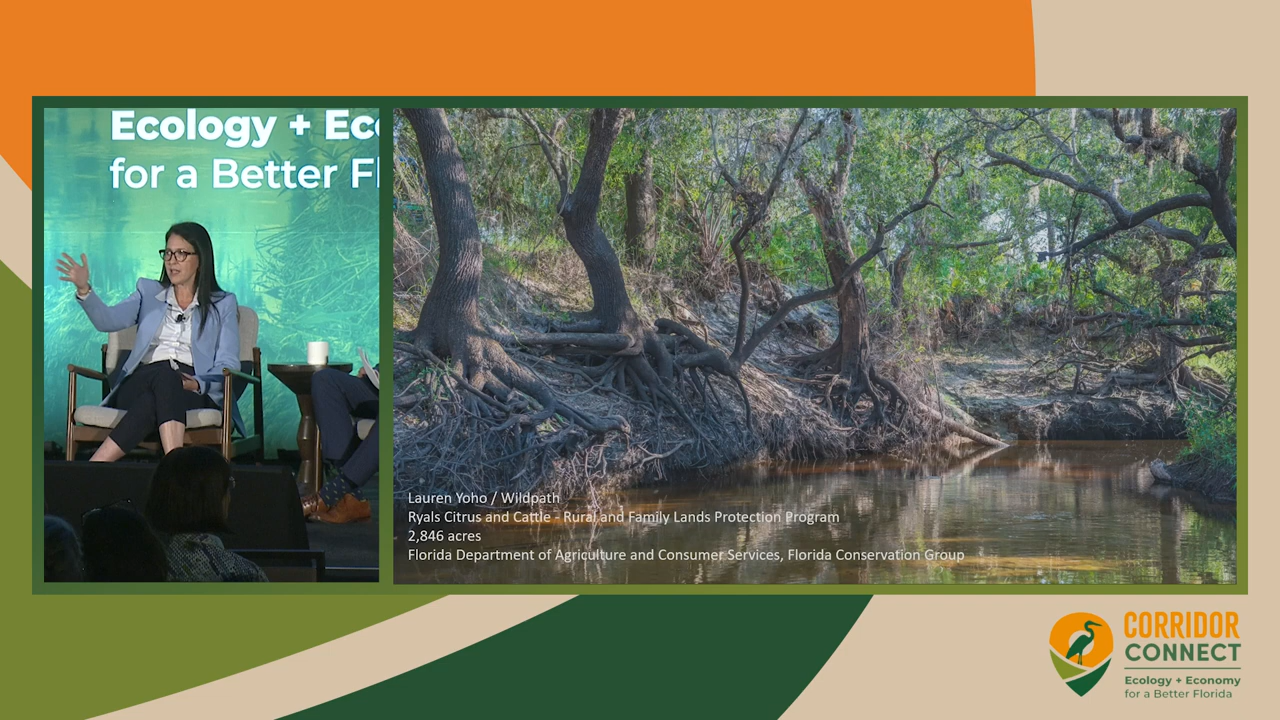 Ecology + Ec
for a Better Fl
Lauren Yoho / Wildpath
Ryals Citrus and Cattle - Rural and Family Lands Protection Program
2,846 acres
Florida Department of Agriculture and Consumer Services, Florida Conservation Group
CORRIDOR
CONNECT
Ecology + Economy
for a Better Florida